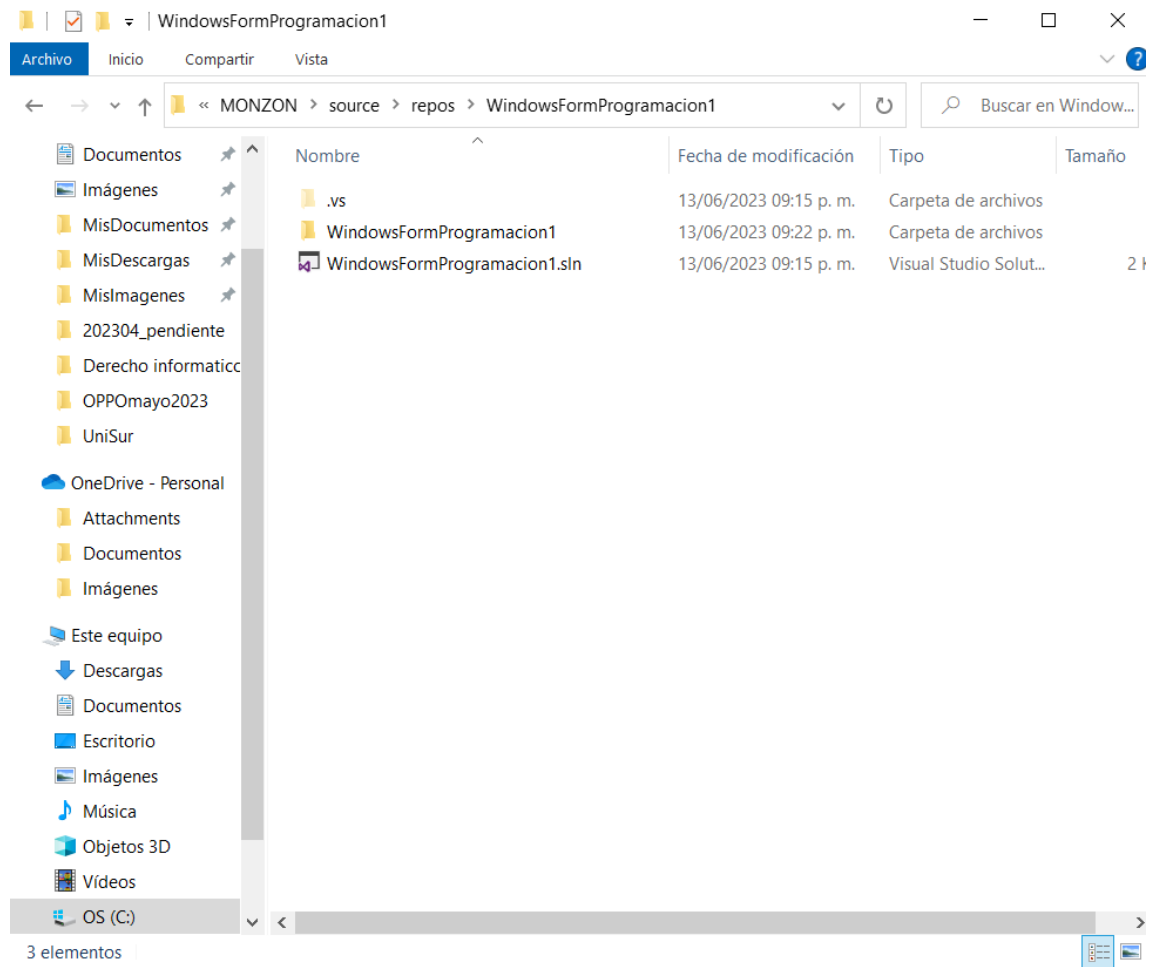 WindowsFormProgramacion1
Archivo Inicio Compartir Vista
« MONZON > source > repos > WindowsFormProgramacion1 Buscar en Window...
Documentos
Imágenes
MisDocumentos
MisDescargas
MisImagenes
202304_pendiente
Derecho informatico
OPPOmayo2023
UniSur
OneDrive - Personal
Attachments
Documentos
Imágenes
Este equipo
Descargas
Documentos
Escritorio
Imágenes
Música
Objetos 3D
Vídeos
OS (C:)
Nombre Fecha de modificación Tipo Tamaño
.vs 13/06/2023 09:15 p. m. Carpeta de archivos
WindowsFormProgramacion1 13/06/2023 09:22 p. m. Carpeta de archivos
WindowsFormProgramacion1.sln 13/06/2023 09:15 p. m. Visual Studio Solut... 2
3 elementos